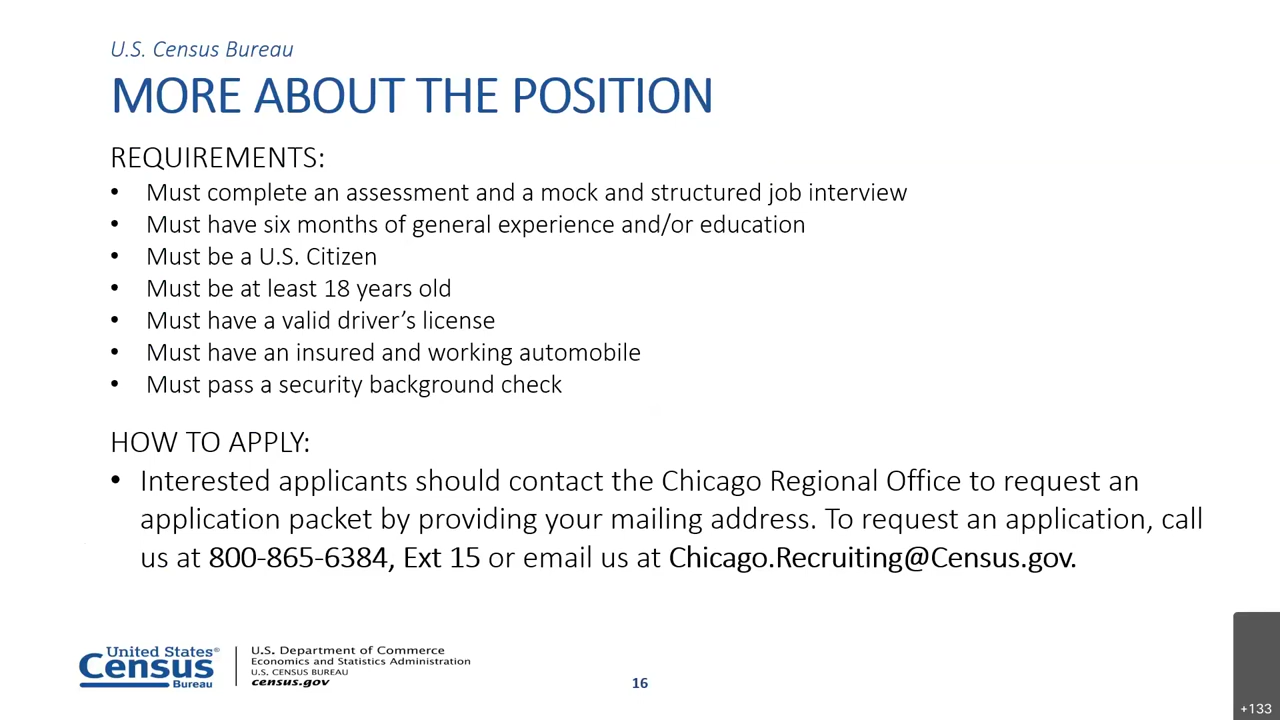 U.S. Census Bureau
MORE ABOUT THE POSITION
REQUIREMENTS:
• Must complete an assessment and a mock and structured job interview
• Must have six months of general experience and/or education
• Must be a U.S. Citizen
• Must be at least 18 years old
• Must have a valid driver’s license
• Must have an insured and working automobile
• Must pass a security background check
HOW TO APPLY:
• Interested applicants should contact the Chicago Regional Office to request an
application packet by providing your mailing address. To request an application, call
us at 800-865-6384, Ext 15 or email us at Chicago.Recruiting@Census.gov.
United States®
Census
Bureau
U.S. Department of Commerce
Economics and Statistics Administration
U.S. CENSUS BUREAU
census.gov
16
+133